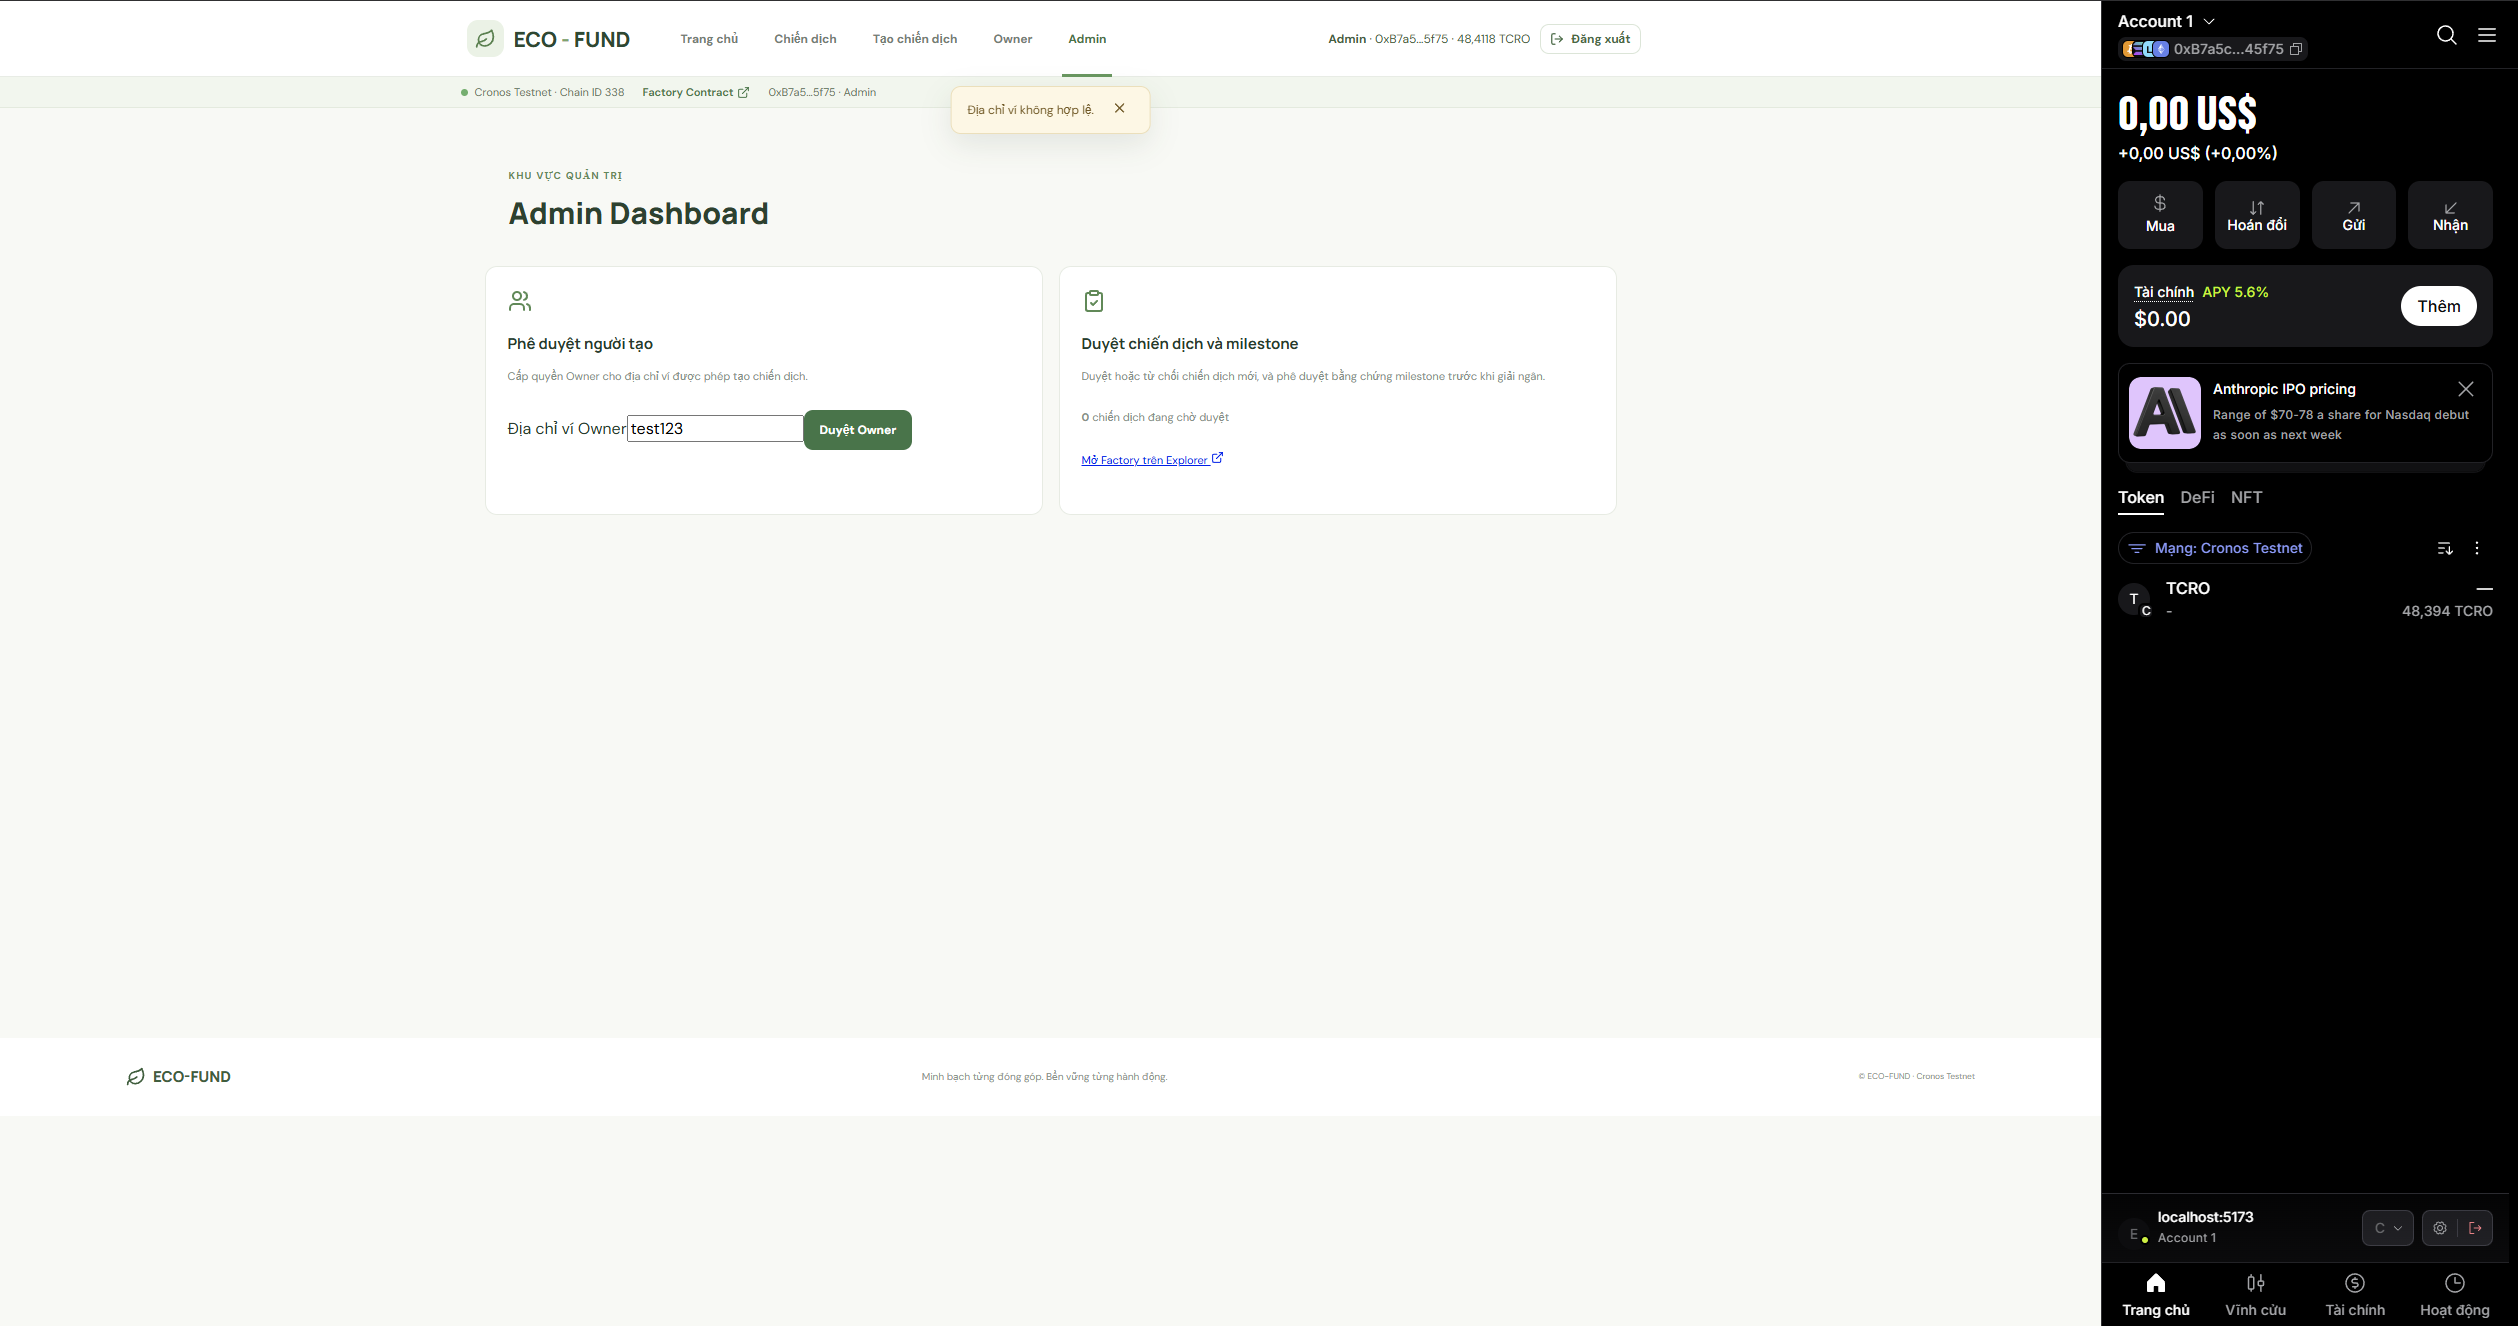 ECO - FUND
Trang chủ
Chiến dịch
Tạo chiến dịch
Owner
Admin
Admin · 0xB7a5...5f75 · 48,4118 TCRO
Đăng xuất
Cronos Testnet · Chain ID 338
Factory Contract
0xB7a5...5f75 · Admin
Địa chỉ ví không hợp lệ.
KHU VỰC QUẢN TRỊ
Admin Dashboard
Phê duyệt người tạo
Cấp quyền Owner cho địa chỉ ví được phép tạo chiến dịch.
Địa chỉ ví Owner
test123
Duyệt Owner
Duyệt chiến dịch và milestone
Duyệt hoặc từ chối chiến dịch mới, và phê duyệt bằng chứng milestone trước khi giải ngân.
0 chiến dịch đang chờ duyệt
Mở Factory trên Explorer
ECO-FUND
Minh bạch từng đóng góp. Bền vững từng hành động.
© ECO-FUND · Cronos Testnet
Account 1
0xB7a5c...45f75
0,00 US$
+0,00 US$ (+0,00%)
$
Mua
Hoán đổi
Gửi
Nhận
Tài chính APY 5.6%
$0.00
Thêm
Anthropic IPO pricing
Range of $70-78 a share for Nasdaq debut
as soon as next week
Token
DeFi
NFT
Mạng: Cronos Testnet
T
C
TCRO
-
—
48,394 TCRO
E
localhost:5173
Account 1
C
Trang chủ
Vĩnh cửu
Tài chính
Hoạt động